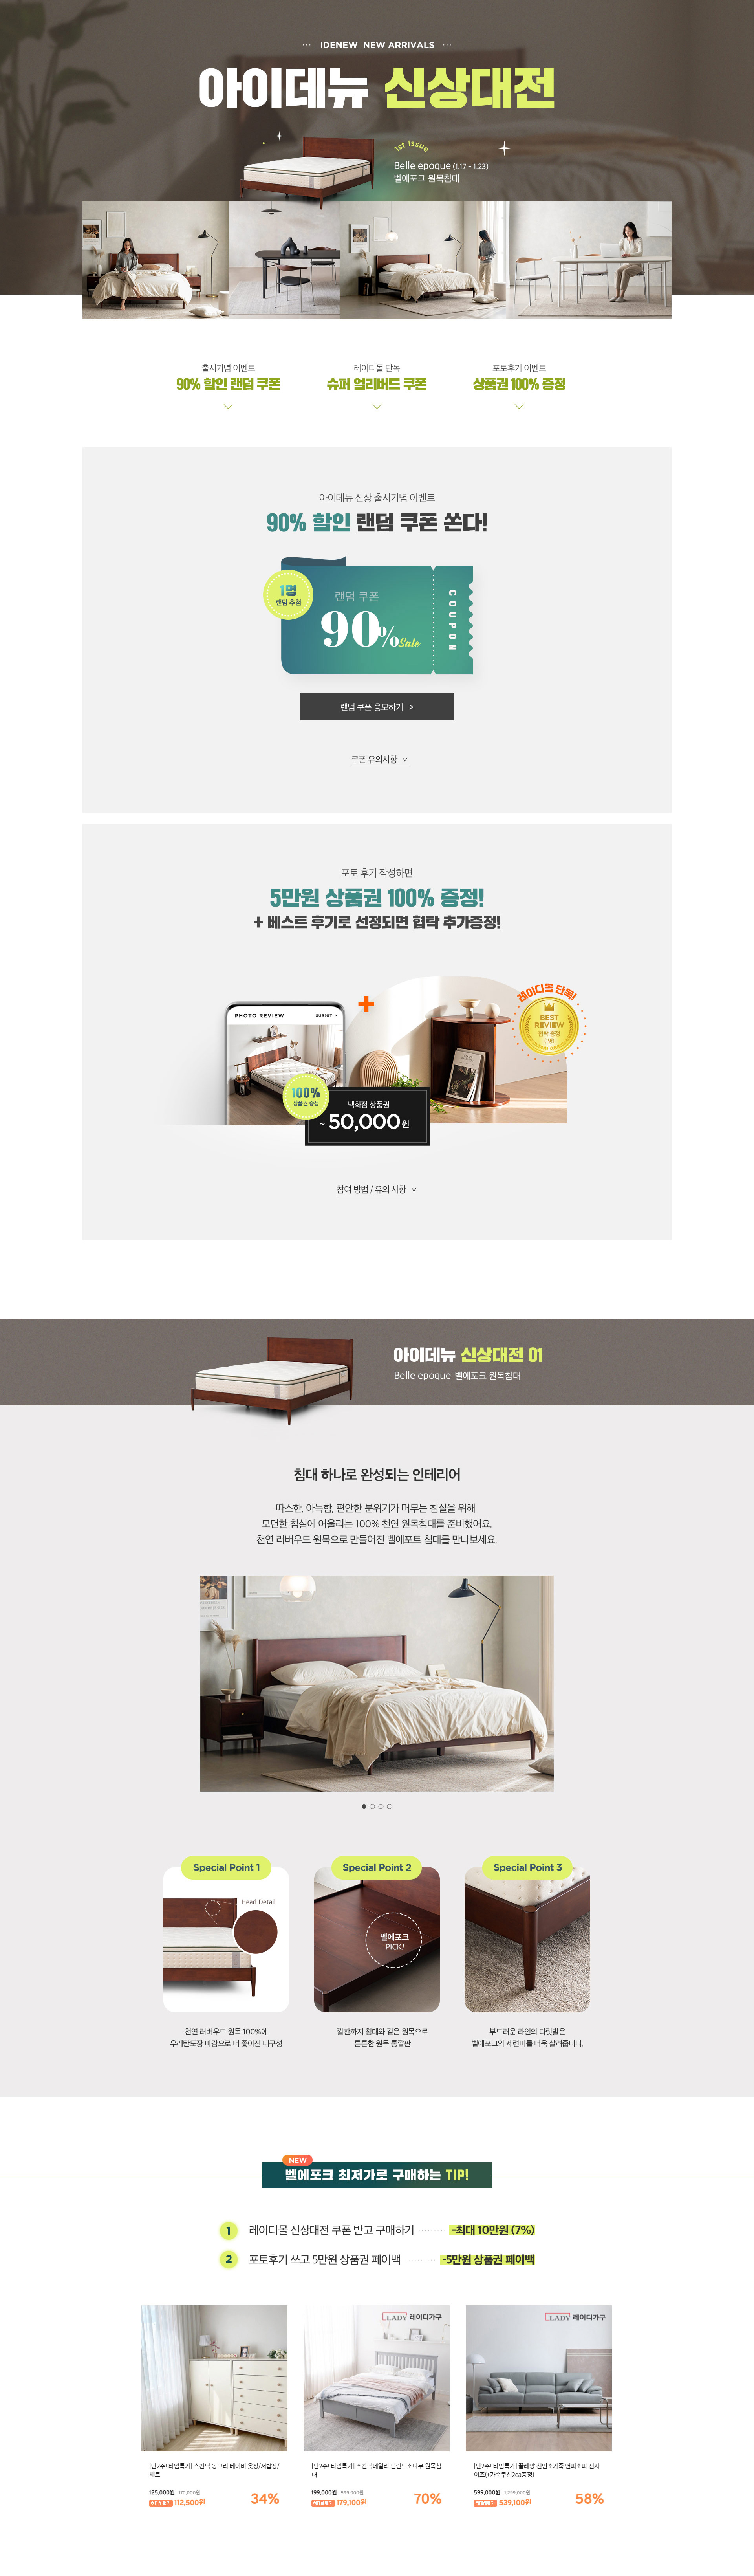 IDENEW NEW ARRIVALS
아이데뉴 신상대전
1st issue
Belle epoque (1.17 - 1.23)
벨에포크 원목침대
출시기념 이벤트
90% 할인 랜덤 쿠폰
레이디몰 단독
슈퍼 얼리버드 쿠폰
포토후기 이벤트
상품권 100% 증정
아이데뉴 신상 출시기념 이벤트
90% 할인 랜덤 쿠폰 쏜다!
1명
랜덤 추첨
랜덤 쿠폰
90% Sale
COUPON
랜덤 쿠폰 응모하기 >
쿠폰 유의사항
포토 후기 작성하면
5만원 상품권 100% 증정!
+ 베스트 후기로 선정되면 협탁 추가증정!
PHOTO REVIEW
SUBMIT
레이디몰 단독!
BEST
REVIEW
협탁 증정
(1명)
100%
상품권 증정
백화점 상품권
~ 50,000원
참여 방법 / 유의 사항
아이데뉴 신상대전 01
Belle epoque 벨에포크 원목침대
침대 하나로 완성되는 인테리어
따스한, 아늑함, 편안한 분위기가 머무는 침실을 위해
모던한 침실에 어울리는 100% 천연 원목침대를 준비했어요.
천연 러버우드 원목으로 만들어진 벨에포트 침대를 만나보세요.
Special Point 1
Head Detail
천연 러버우드 원목 100%에
우레탄도장 마감으로 더 좋아진 내구성
Special Point 2
벨에포크
PICK!
깔판까지 침대와 같은 원목으로
튼튼한 원목 통깔판
Special Point 3
부드러운 라인의 다릿발은
벨에포크의 세련미를 더욱 살려줍니다.
NEW
벨에포크 최저가로 구매하는 TIP!
1 레이디몰 신상대전 쿠폰 받고 구매하기 -최대 10만원 (7%)
2 포토후기 쓰고 5만원 상품권 페이백 -5만원 상품권 페이백
LADY 레이디가구
LADY 레이디가구
[단2주! 타임특가] 스칸딕 동그리 베이비 옷장/서랍장/
세트
125,000원 170,000원
최대혜택가 112,500원
34%
[단2주! 타임특가] 스칸딕데일리 핀란드소나무 원목침
대
199,000원 599,000원
최대혜택가 179,100원
70%
[단2주! 타임특가] 끌레망 천연소가죽 면피소파 전사
이즈(+가죽쿠션2ea증정)
599,000원 1,299,000원
최대혜택가 539,100원
58%